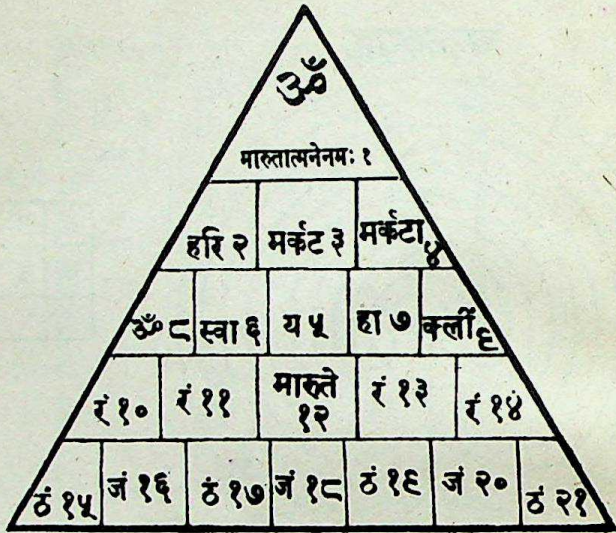 ॐ
मारुतात्मनेनमः १
हरि २ मर्कट ३ मर्कटा ४
ॐ ८ स्वा ६ य ५ हा ७ क्लीं ९
रं १० रं ११ मारुते १२ रं १३ रं १४
ठं १५ जं १६ ठं १७ जं १८ ठं १९ जं २० ठं २१